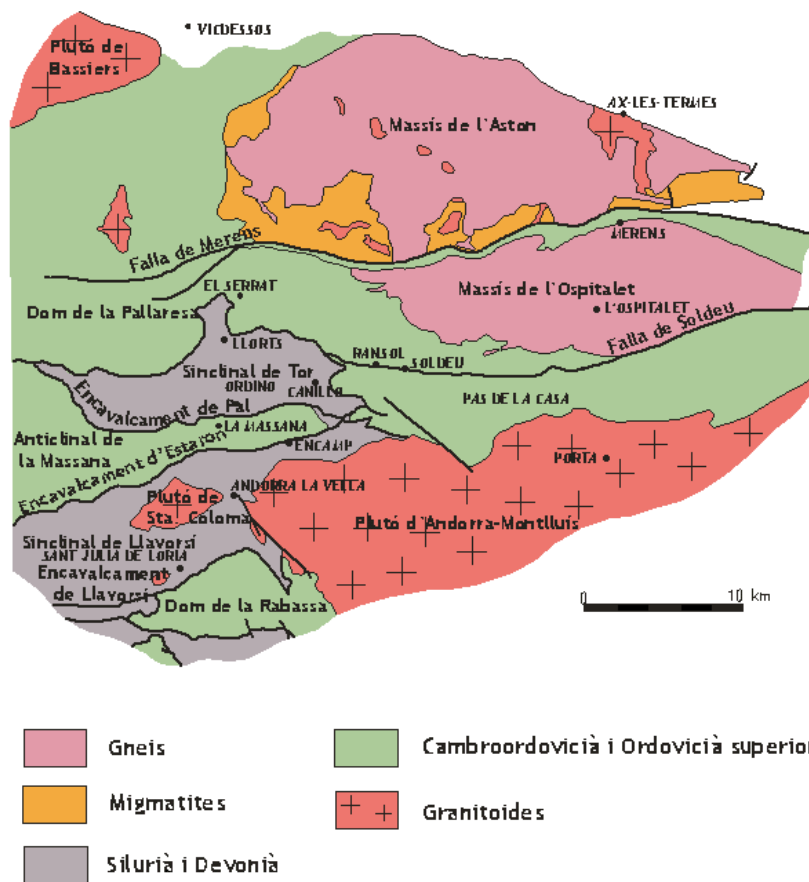 VICDESSOS
Plutó de
Bassiers
AX-LES-TERMES
Massís de l'Aston
MERENS
Falla de Merens
EL SERRAT
Massís de l'Ospitalet
L'OSPITALET
Dom de la Pallaresa
Falla de Soldeu
LLORTS
RANSOL
SOLDEU
Sinclinal de Tor
ORDINO
CANILLO
PAS DE LA CASA
Encavalcament de Pal
LA MASSANA
Anticlinal de
la Massana
ENCAMP
Encavalcament d'Estaron
PORTA
ANDORRA LA VELLA
Plutó de
Sta. Coloma
Plutó d'Andorra-Montlluís
Sinclinal de Llavorsí
SANT JULIA DE LORIA
Encavalcament
de Llavorsí
Dom de la Rabassa
0 10 km
Gneis
Cambroordovicià i Ordovicià superior
Migmatites
Granitoides
Silurià i Devonià